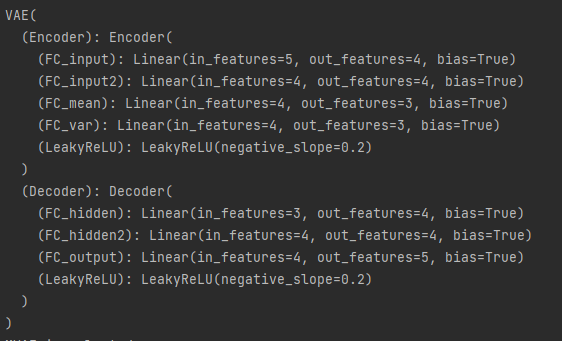 VAE(
  (Encoder): Encoder(
    (FC_input): Linear(in_features=5, out_features=4, bias=True)
    (FC_input2): Linear(in_features=4, out_features=4, bias=True)
    (FC_mean): Linear(in_features=4, out_features=3, bias=True)
    (FC_var): Linear(in_features=4, out_features=3, bias=True)
    (LeakyReLU): LeakyReLU(negative_slope=0.2)
  )
  (Decoder): Decoder(
    (FC_hidden): Linear(in_features=3, out_features=4, bias=True)
    (FC_hidden2): Linear(in_features=4, out_features=4, bias=True)
    (FC_output): Linear(in_features=4, out_features=5, bias=True)
    (LeakyReLU): LeakyReLU(negative_slope=0.2)
  )
)